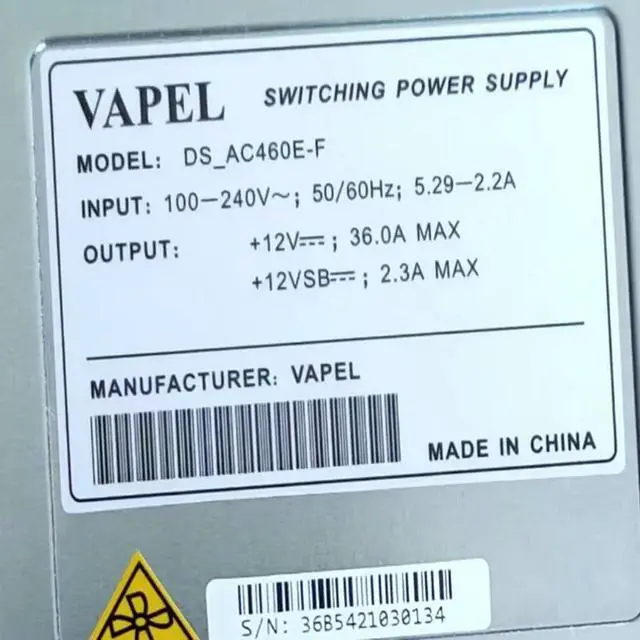 VAPEL SWITCHING POWER SUPPLY
MODEL: DS_AC460E-F
INPUT: 100-240V~; 50/60Hz; 5.29-2.2A
OUTPUT: +12V⎓; 36.0A MAX
+12VSB⎓; 2.3A MAX
MANUFACTURER: VAPEL
MADE IN CHINA
S/N: 36B5421030134